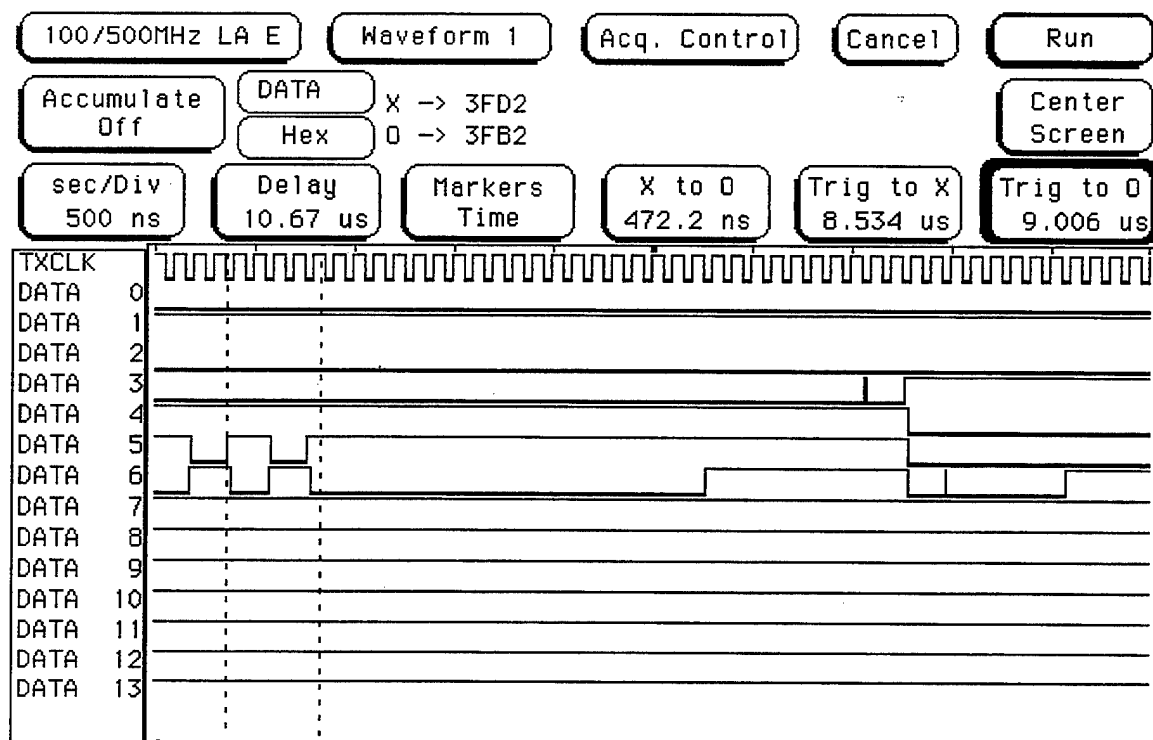 100/500MHz LA E Waveform 1 Acq. Control Cancel Run
Accumulate Off DATA X -> 3FD2 Center Screen
Hex O -> 3FB2
sec/Div Delay Markers X to O Trig to X Trig to O
500 ns 10.67 us Time 472.2 ns 8.534 us 9.006 us
TXCLK
DATA 0
DATA 1
DATA 2
DATA 3
DATA 4
DATA 5
DATA 6
DATA 7
DATA 8
DATA 9
DATA 10
DATA 11
DATA 12
DATA 13